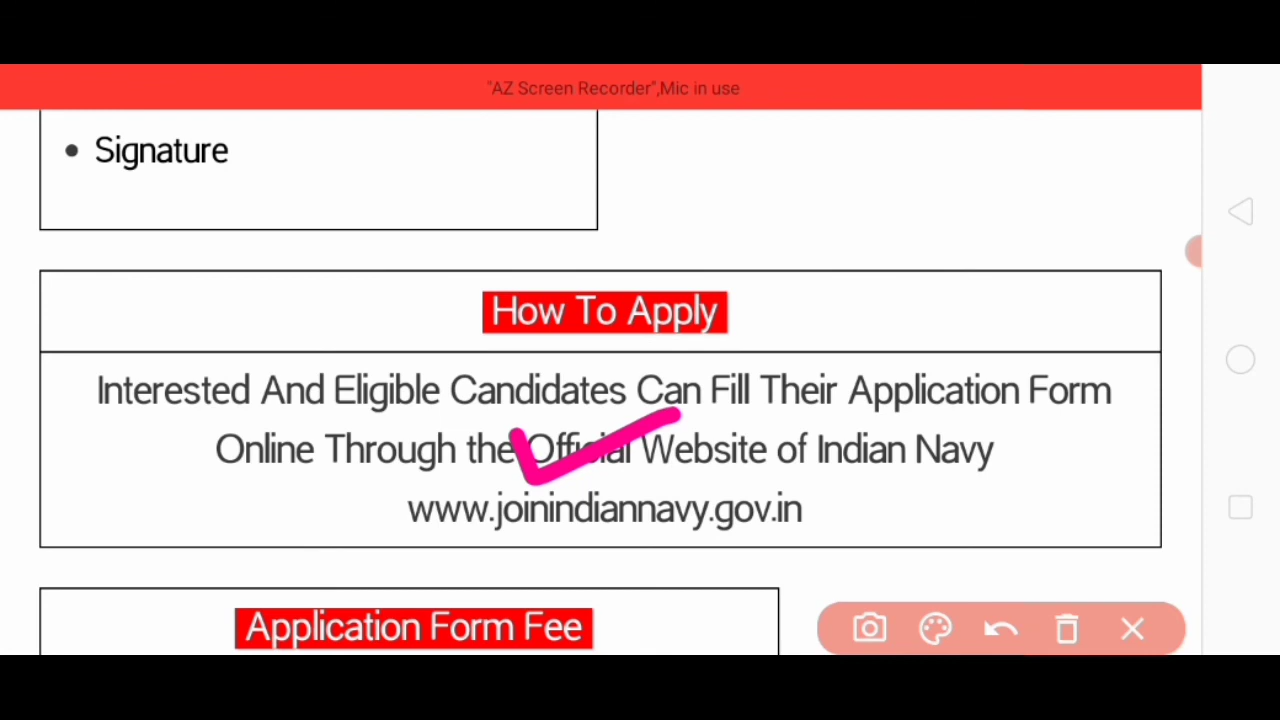 "AZ Screen Recorder",Mic in use
• Signature
How To Apply
Interested And Eligible Candidates Can Fill Their Application Form
Online Through the Official Website of Indian Navy
www.joinindiannavy.gov.in
Application Form Fee